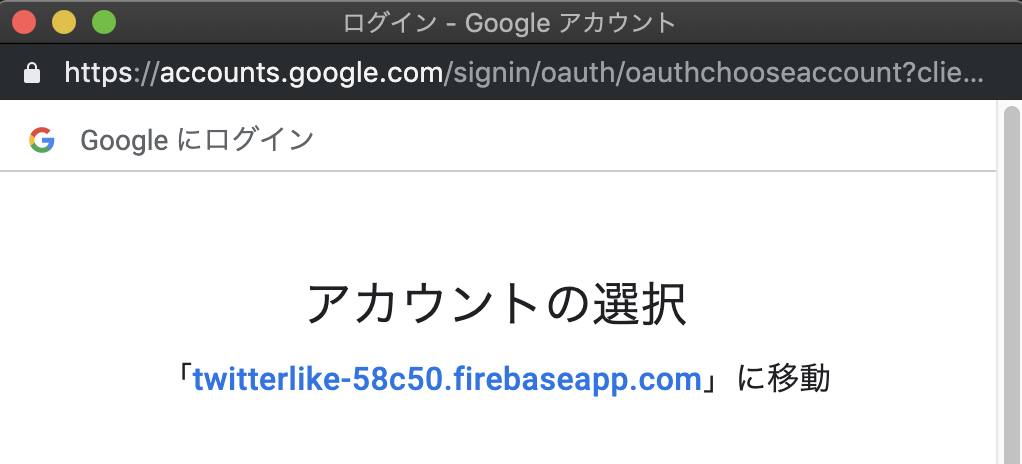 ログイン - Google アカウント
https://accounts.google.com/signin/oauth/oauthchooseaccount?clie...
Google にログイン
アカウントの選択
「twitterlike-58c50.firebaseapp.com」に移動